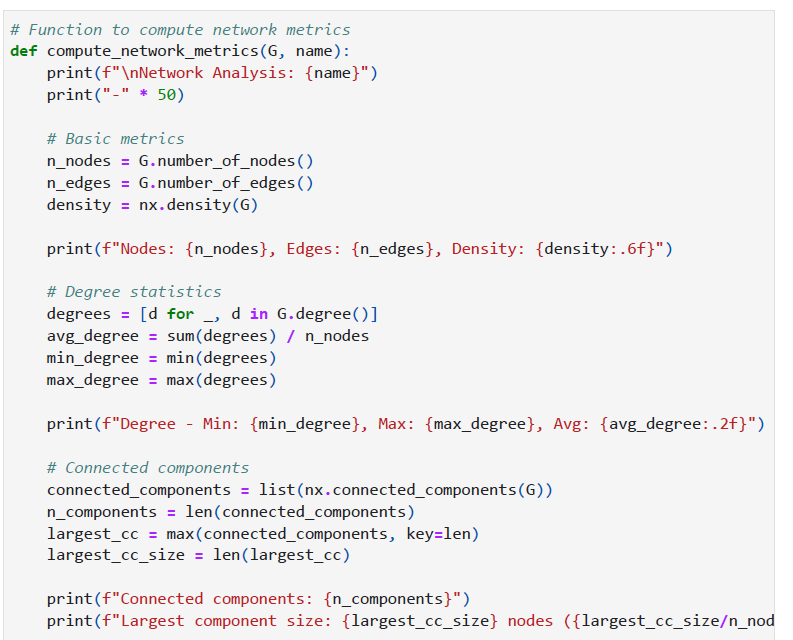 # Function to compute network metrics
def compute_network_metrics(G, name):
    print(f"\nNetwork Analysis: {name}")
    print("-" * 50)

    # Basic metrics
    n_nodes = G.number_of_nodes()
    n_edges = G.number_of_edges()
    density = nx.density(G)

    print(f"Nodes: {n_nodes}, Edges: {n_edges}, Density: {density:.6f}")

    # Degree statistics
    degrees = [d for _, d in G.degree()]
    avg_degree = sum(degrees) / n_nodes
    min_degree = min(degrees)
    max_degree = max(degrees)

    print(f"Degree - Min: {min_degree}, Max: {max_degree}, Avg: {avg_degree:.2f}")

    # Connected components
    connected_components = list(nx.connected_components(G))
    n_components = len(connected_components)
    largest_cc = max(connected_components, key=len)
    largest_cc_size = len(largest_cc)

    print(f"Connected components: {n_components}")
    print(f"Largest component size: {largest_cc_size} nodes ({largest_cc_size/n_nod